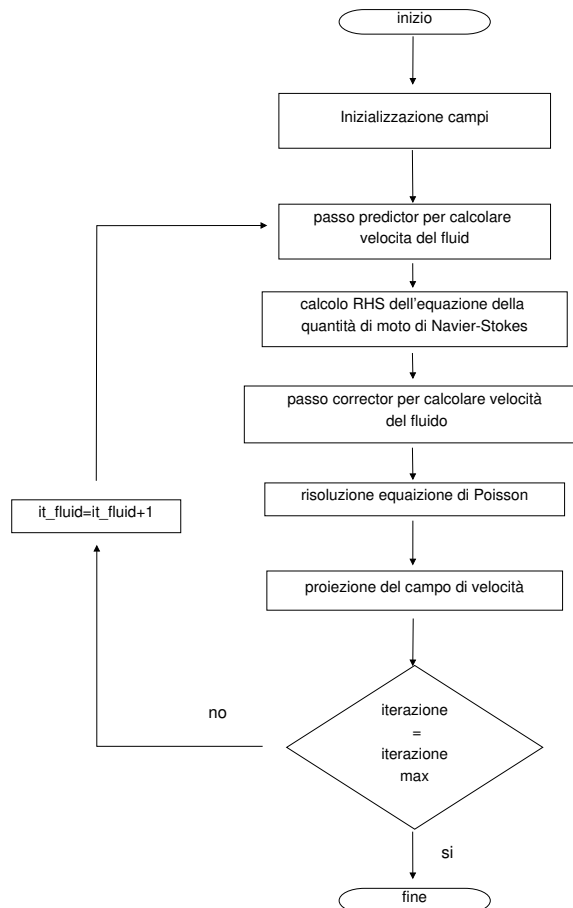 inizio
Inizializzazione campi
passo predictor per calcolare
velocita del fluid
calcolo RHS dell'equazione della
quantità di moto di Navier-Stokes
passo corrector per calcolare velocità
del fluido
risoluzione equaizione di Poisson
it_fluid=it_fluid+1
proiezione del campo di velocità
no
iterazione
=
iterazione
max
si
fine